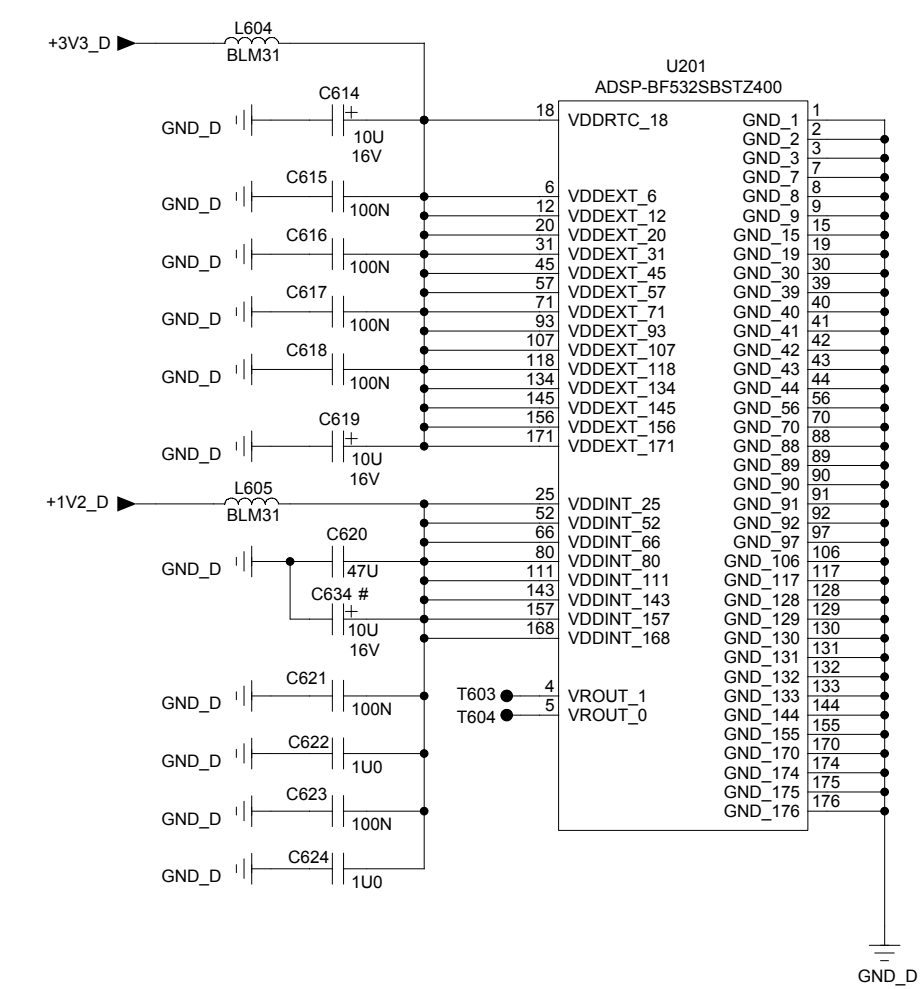 L604
+3V3_D
BLM31
U201
ADSP-BF532SBSTZ400
C614
GND_D
+
10U
16V
18
VDDRTC_18
C615
GND_D
100N
C616
GND_D
100N
C617
GND_D
100N
C618
GND_D
100N
C619
GND_D
+
10U
16V
6
VDDEXT_6
12
VDDEXT_12
20
VDDEXT_20
31
VDDEXT_31
45
VDDEXT_45
57
VDDEXT_57
71
VDDEXT_71
93
VDDEXT_93
107
VDDEXT_107
118
VDDEXT_118
134
VDDEXT_134
145
VDDEXT_145
156
VDDEXT_156
171
VDDEXT_171
L605
+1V2_D
BLM31
C620
GND_D
47U
C634 #
+
10U
16V
25
VDDINT_25
52
VDDINT_52
66
VDDINT_66
80
VDDINT_80
111
VDDINT_111
143
VDDINT_143
157
VDDINT_157
168
VDDINT_168
C621
GND_D
100N
C622
GND_D
1U0
C623
GND_D
100N
C624
GND_D
1U0
T603
4
VROUT_1
T604
5
VROUT_0
GND_1
1
GND_2
2
GND_3
3
GND_7
7
GND_8
8
GND_9
9
GND_15
15
GND_19
19
GND_30
30
GND_39
39
GND_40
40
GND_41
41
GND_42
42
GND_43
43
GND_44
44
GND_56
56
GND_70
70
GND_88
88
GND_89
89
GND_90
90
GND_91
91
GND_92
92
GND_97
97
GND_106
106
GND_117
117
GND_128
128
GND_129
129
GND_130
130
GND_131
131
GND_132
132
GND_133
133
GND_144
144
GND_155
155
GND_170
170
GND_174
174
GND_175
175
GND_176
176
GND_D